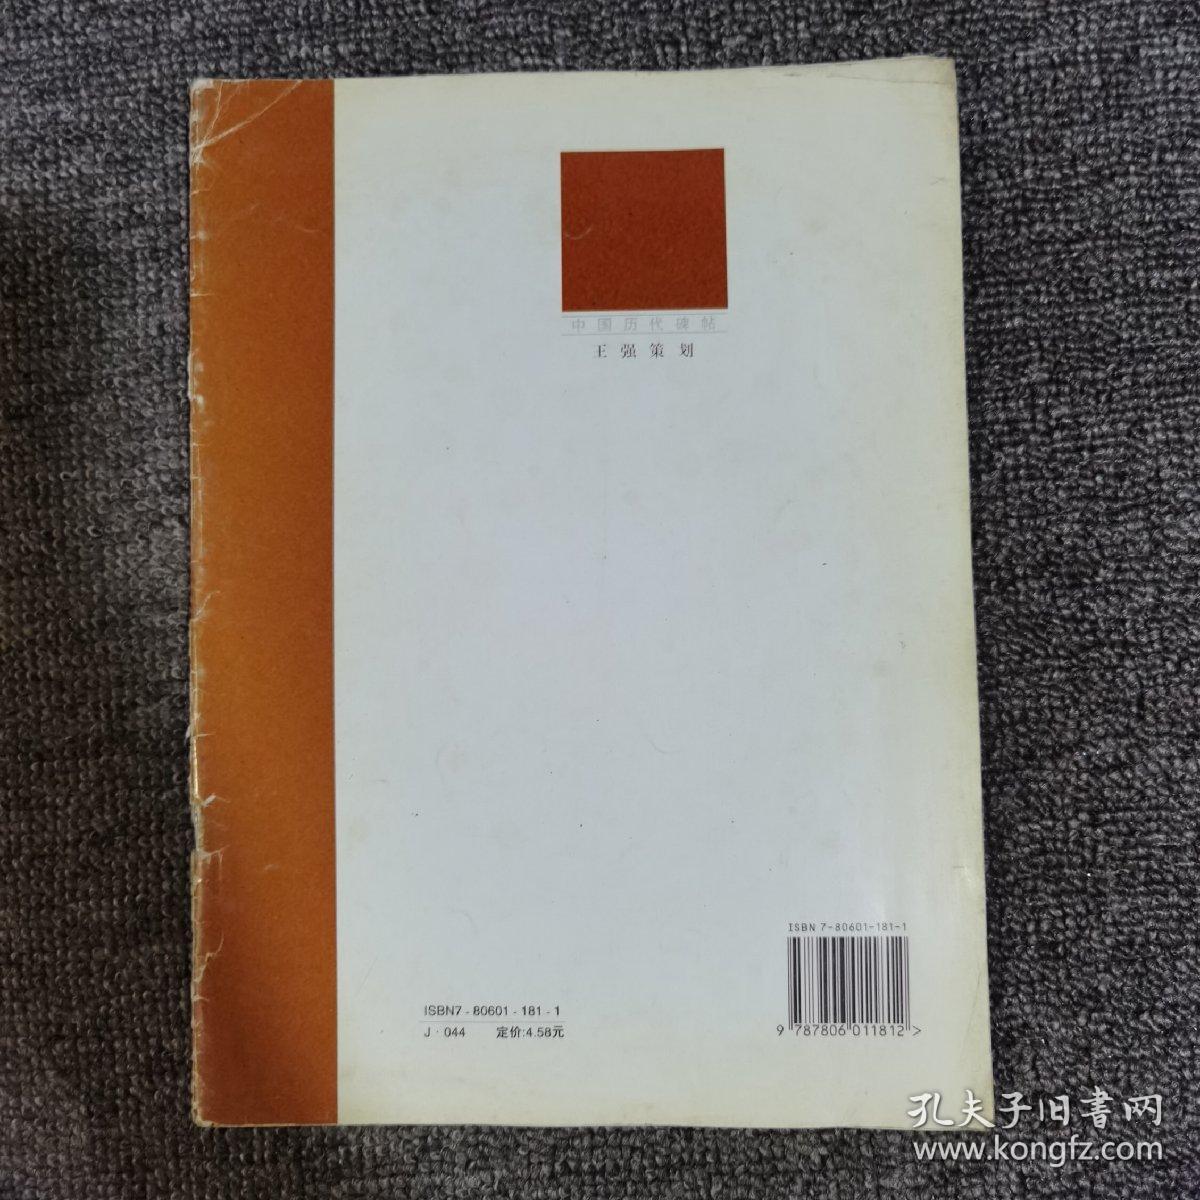 中国历代碑帖
王强策划
ISBN 7-80601-181-1
9 787806 011812 >
ISBN7 - 80601 - 181 - 1
J · 044 定价:4.58元
孔夫子旧書网
www.kongfz.com